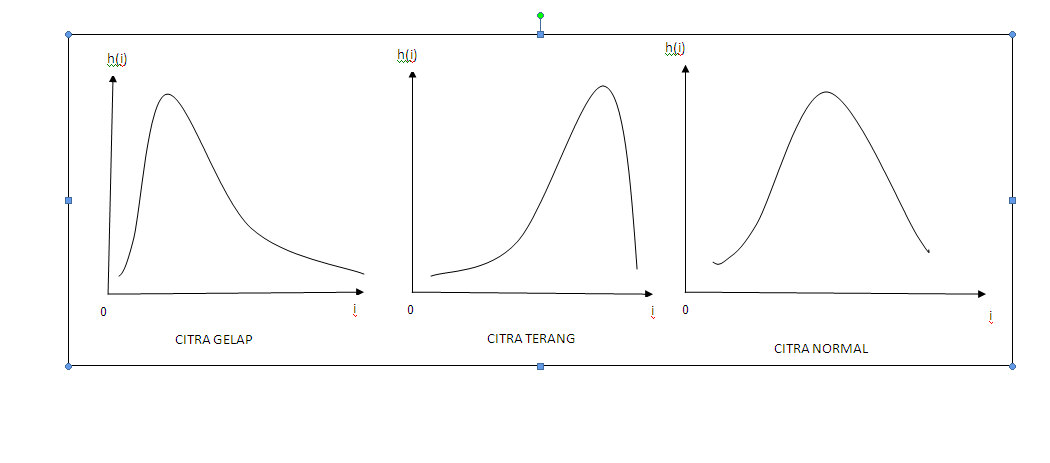 h(i)
0
i
CITRA GELAP
h(i)
0
i
CITRA TERANG
h(i)
0
i
CITRA NORMAL